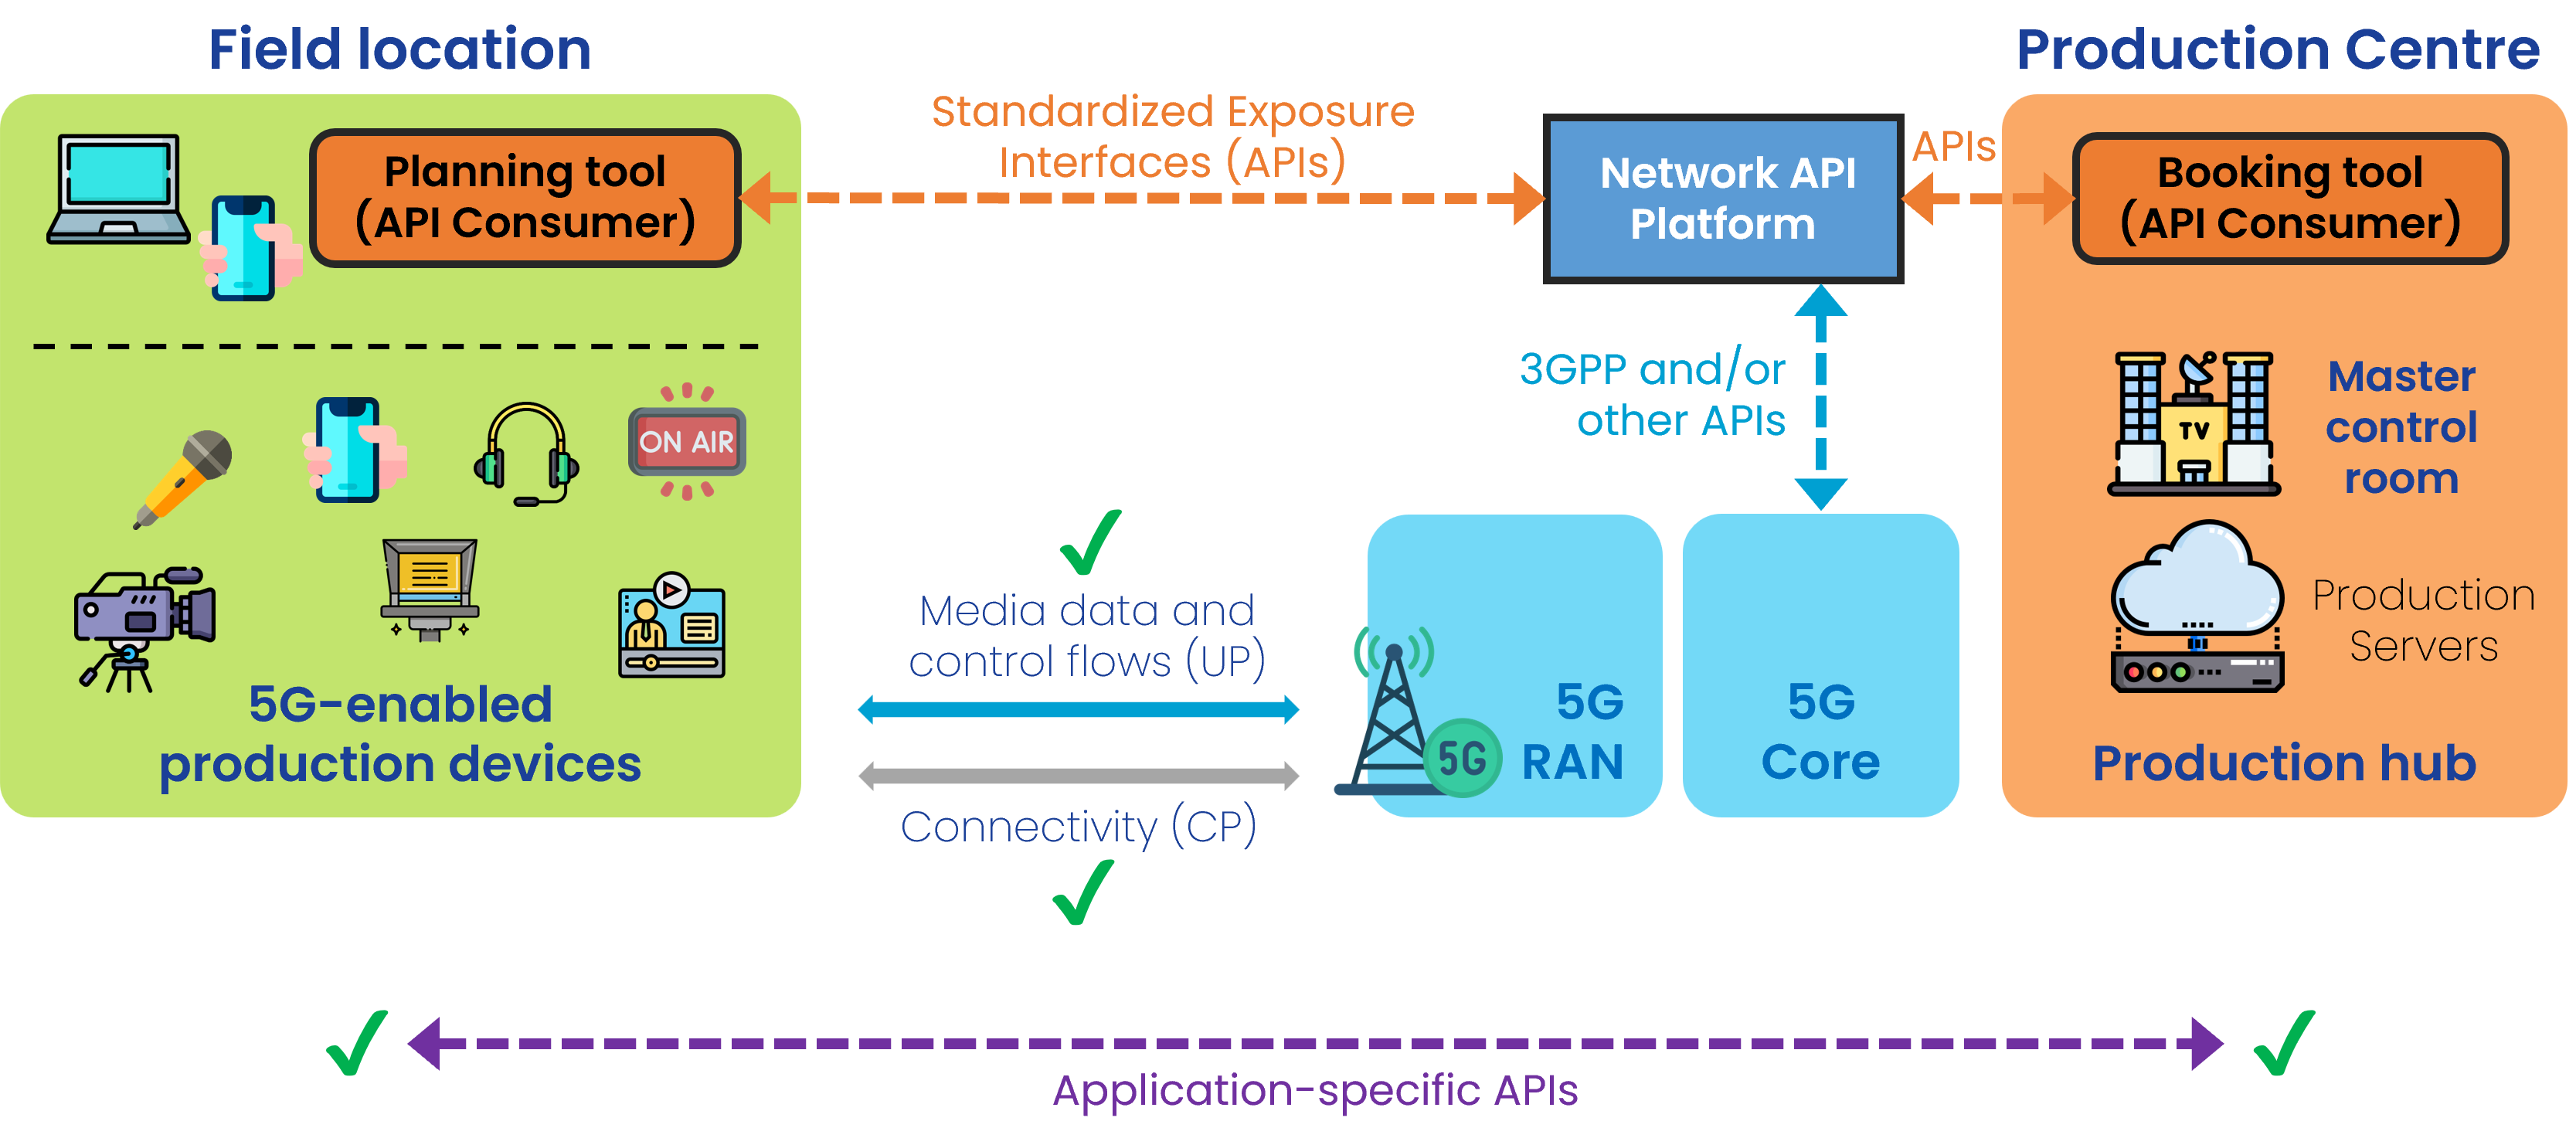 Field location
Production Centre
Standardized Exposure
Interfaces (APIs)
Planning tool
(API Consumer)
Network API
Platform
APIs
Booking tool
(API Consumer)
3GPP and/or
other APIs
ON AIR
Master
control
room
TV
Media data and
control flows (UP)
Production
Servers
5G-enabled
production devices
5G
5G
RAN
5G
Core
Production hub
Connectivity (CP)
Application-specific APIs